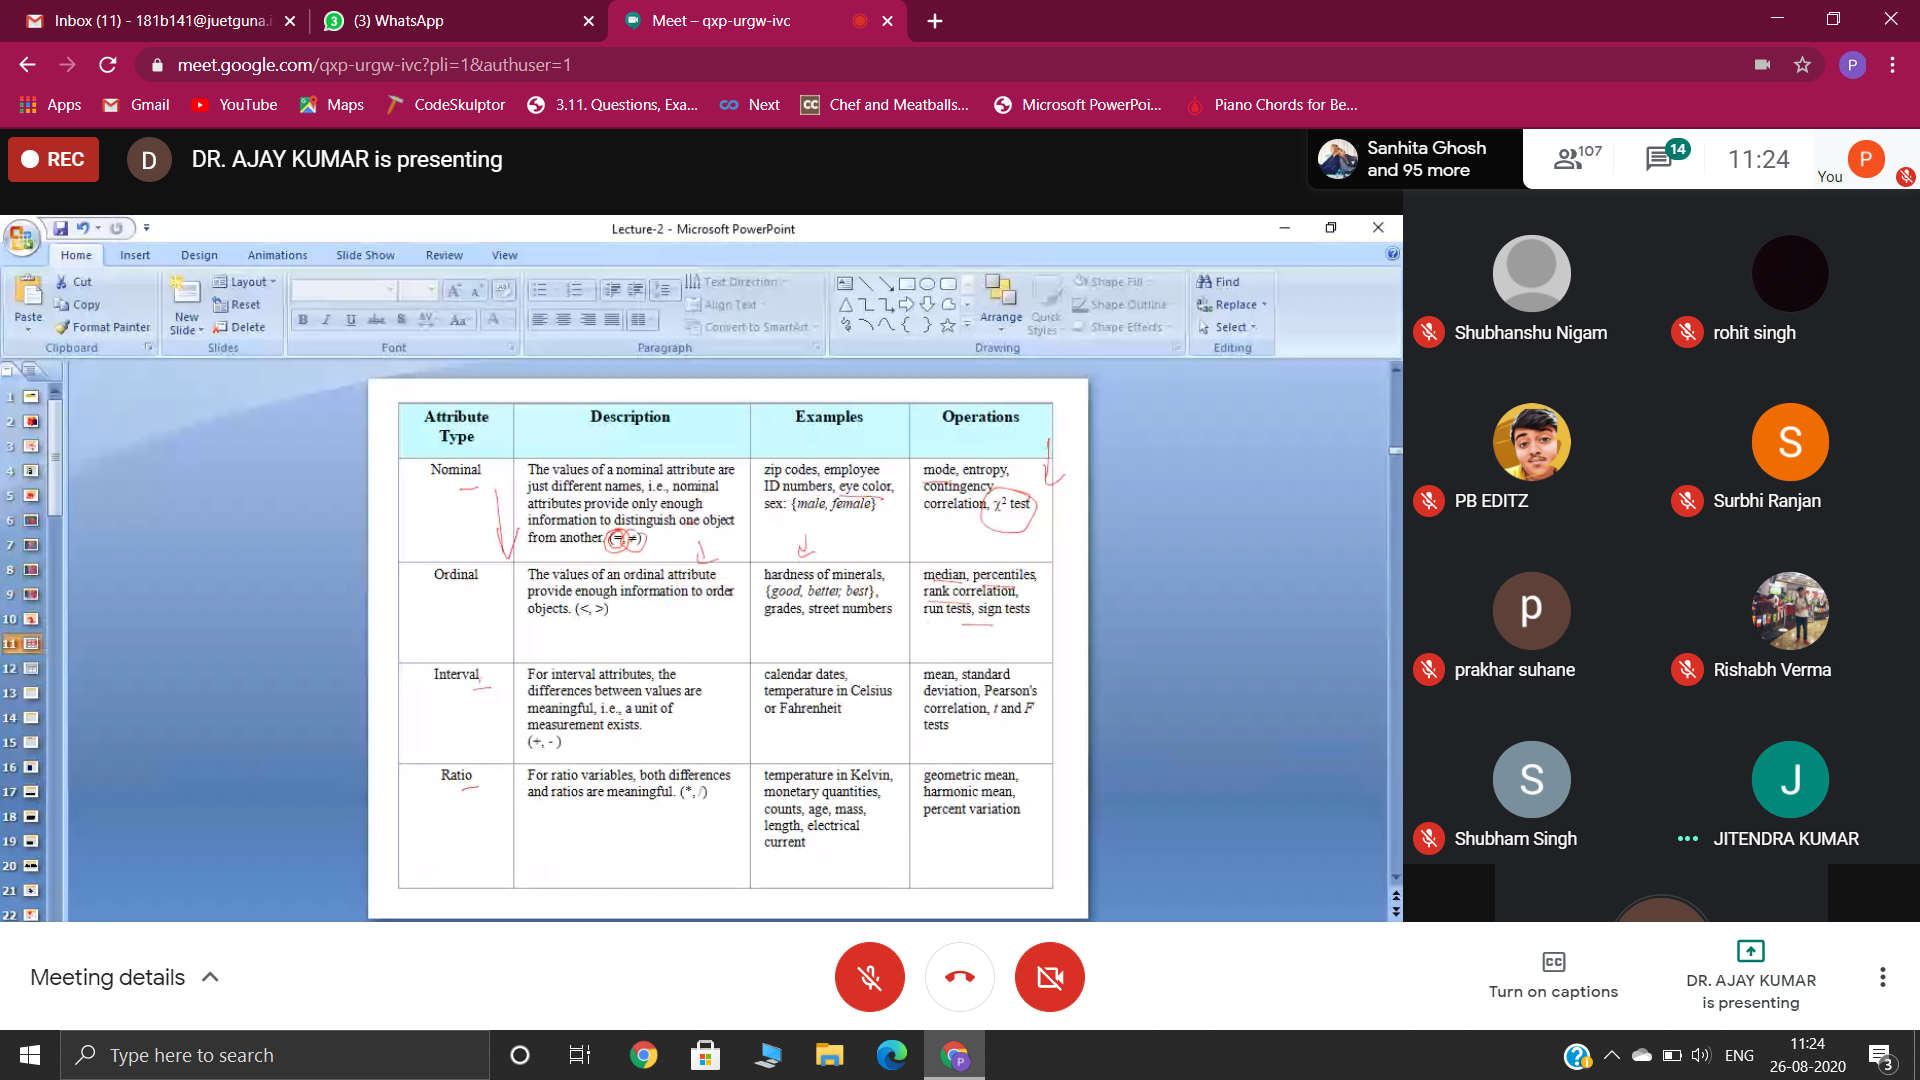 Inbox (11) - 181b141@juetguna.i
(3) WhatsApp
Meet – qxp-urgw-ivc
meet.google.com/qxp-urgw-ivc?pli=1&authuser=1
P
Apps
Gmail
YouTube
Maps
CodeSkulptor
3.11. Questions, Exa...
Next
CC
Chef and Meatballs...
Microsoft PowerPoi...
Piano Chords for Be...
REC
D
DR. AJAY KUMAR is presenting
Sanhita Ghosh
and 95 more
107
14
11:24
You
P
Lecture-2 - Microsoft PowerPoint
Home
Insert
Design
Animations
Slide Show
Review
View
Paste
Cut
Copy
Format Painter
Clipboard
New
Slide
Layout
Reset
Delete
Slides
B I U abc S AV Aa A
Font
Text Direction
Align Text
Convert to SmartArt
Paragraph
Arrange
Quick
Styles
Shape Fill
Shape Outline
Shape Effects
Drawing
Find
Replace
Select
Editing
1
2
3
4
5
6
7
8
9
10
11
12
13
14
15
16
17
18
19
20
21
22
Attribute
Type
Description
Examples
Operations
Nominal
The values of a nominal attribute are
just different names, i.e., nominal
attributes provide only enough
information to distinguish one object
from another. (=, ≠)
zip codes, employee
ID numbers, eye color,
sex: {male, female}
mode, entropy,
contingency
correlation, χ² test
Ordinal
The values of an ordinal attribute
provide enough information to order
objects. (<, >)
hardness of minerals,
{good, better, best},
grades, street numbers
median, percentiles,
rank correlation,
run tests, sign tests
Interval
For interval attributes, the
differences between values are
meaningful, i.e., a unit of
measurement exists.
(+, - )
calendar dates,
temperature in Celsius
or Fahrenheit
mean, standard
deviation, Pearson's
correlation, t and F
tests
Ratio
For ratio variables, both differences
and ratios are meaningful. (*, /)
temperature in Kelvin,
monetary quantities,
counts, age, mass,
length, electrical
current
geometric mean,
harmonic mean,
percent variation
Shubhanshu Nigam
rohit singh
PB EDITZ
S
Surbhi Ranjan
p
prakhar suhane
Rishabh Verma
S
Shubham Singh
J
JITENDRA KUMAR
Meeting details
CC
Turn on captions
DR. AJAY KUMAR
is presenting
Type here to search
P
ENG
11:24
26-08-2020
3